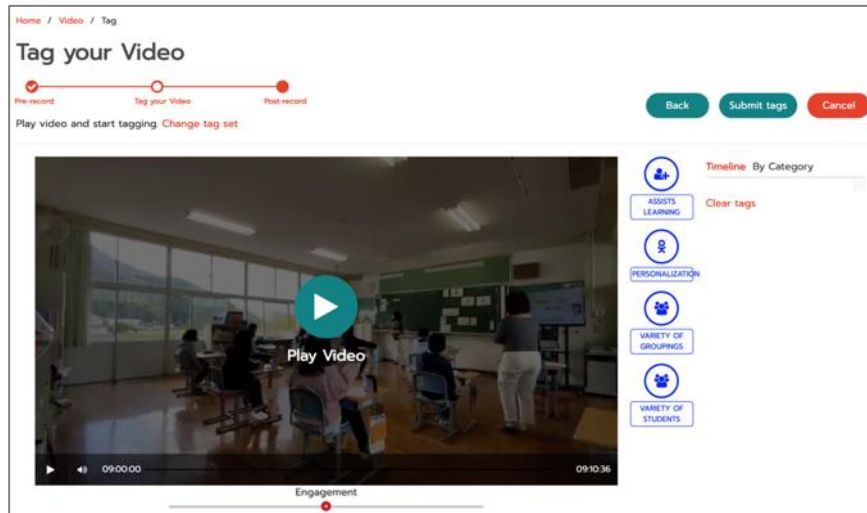 Home / Video / Tag
Tag your Video
Pre-record
Tag your Video
Post-record
Back
Submit tags
Cancel
Play video and start tagging. Change tag set
Play Video
09:00:00
09:10:36
Engagement
ASSISTS
LEARNING
PERSONALIZATION
VARIETY OF
GROUPINGS
VARIETY OF
STUDENTS
Timeline By Category
Clear tags